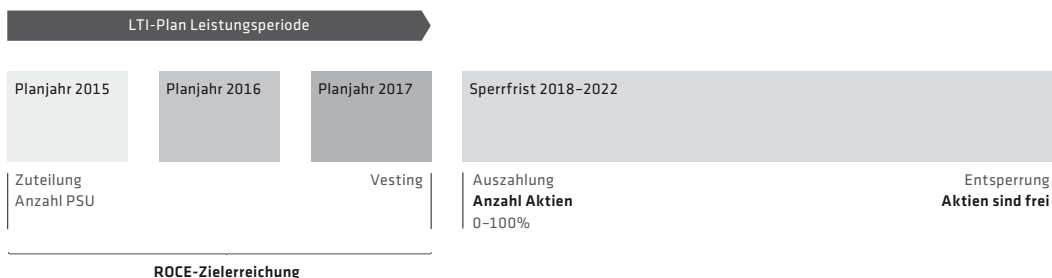 LTI-Plan Leistungsperiode
Planjahr 2015
Planjahr 2016
Planjahr 2017
Sperrfrist 2018–2022
Zuteilung
Anzahl PSU
Vesting
Auszahlung
Anzahl Aktien
0–100%
Entsperrung
Aktien sind frei
ROCE-Zielerreichung